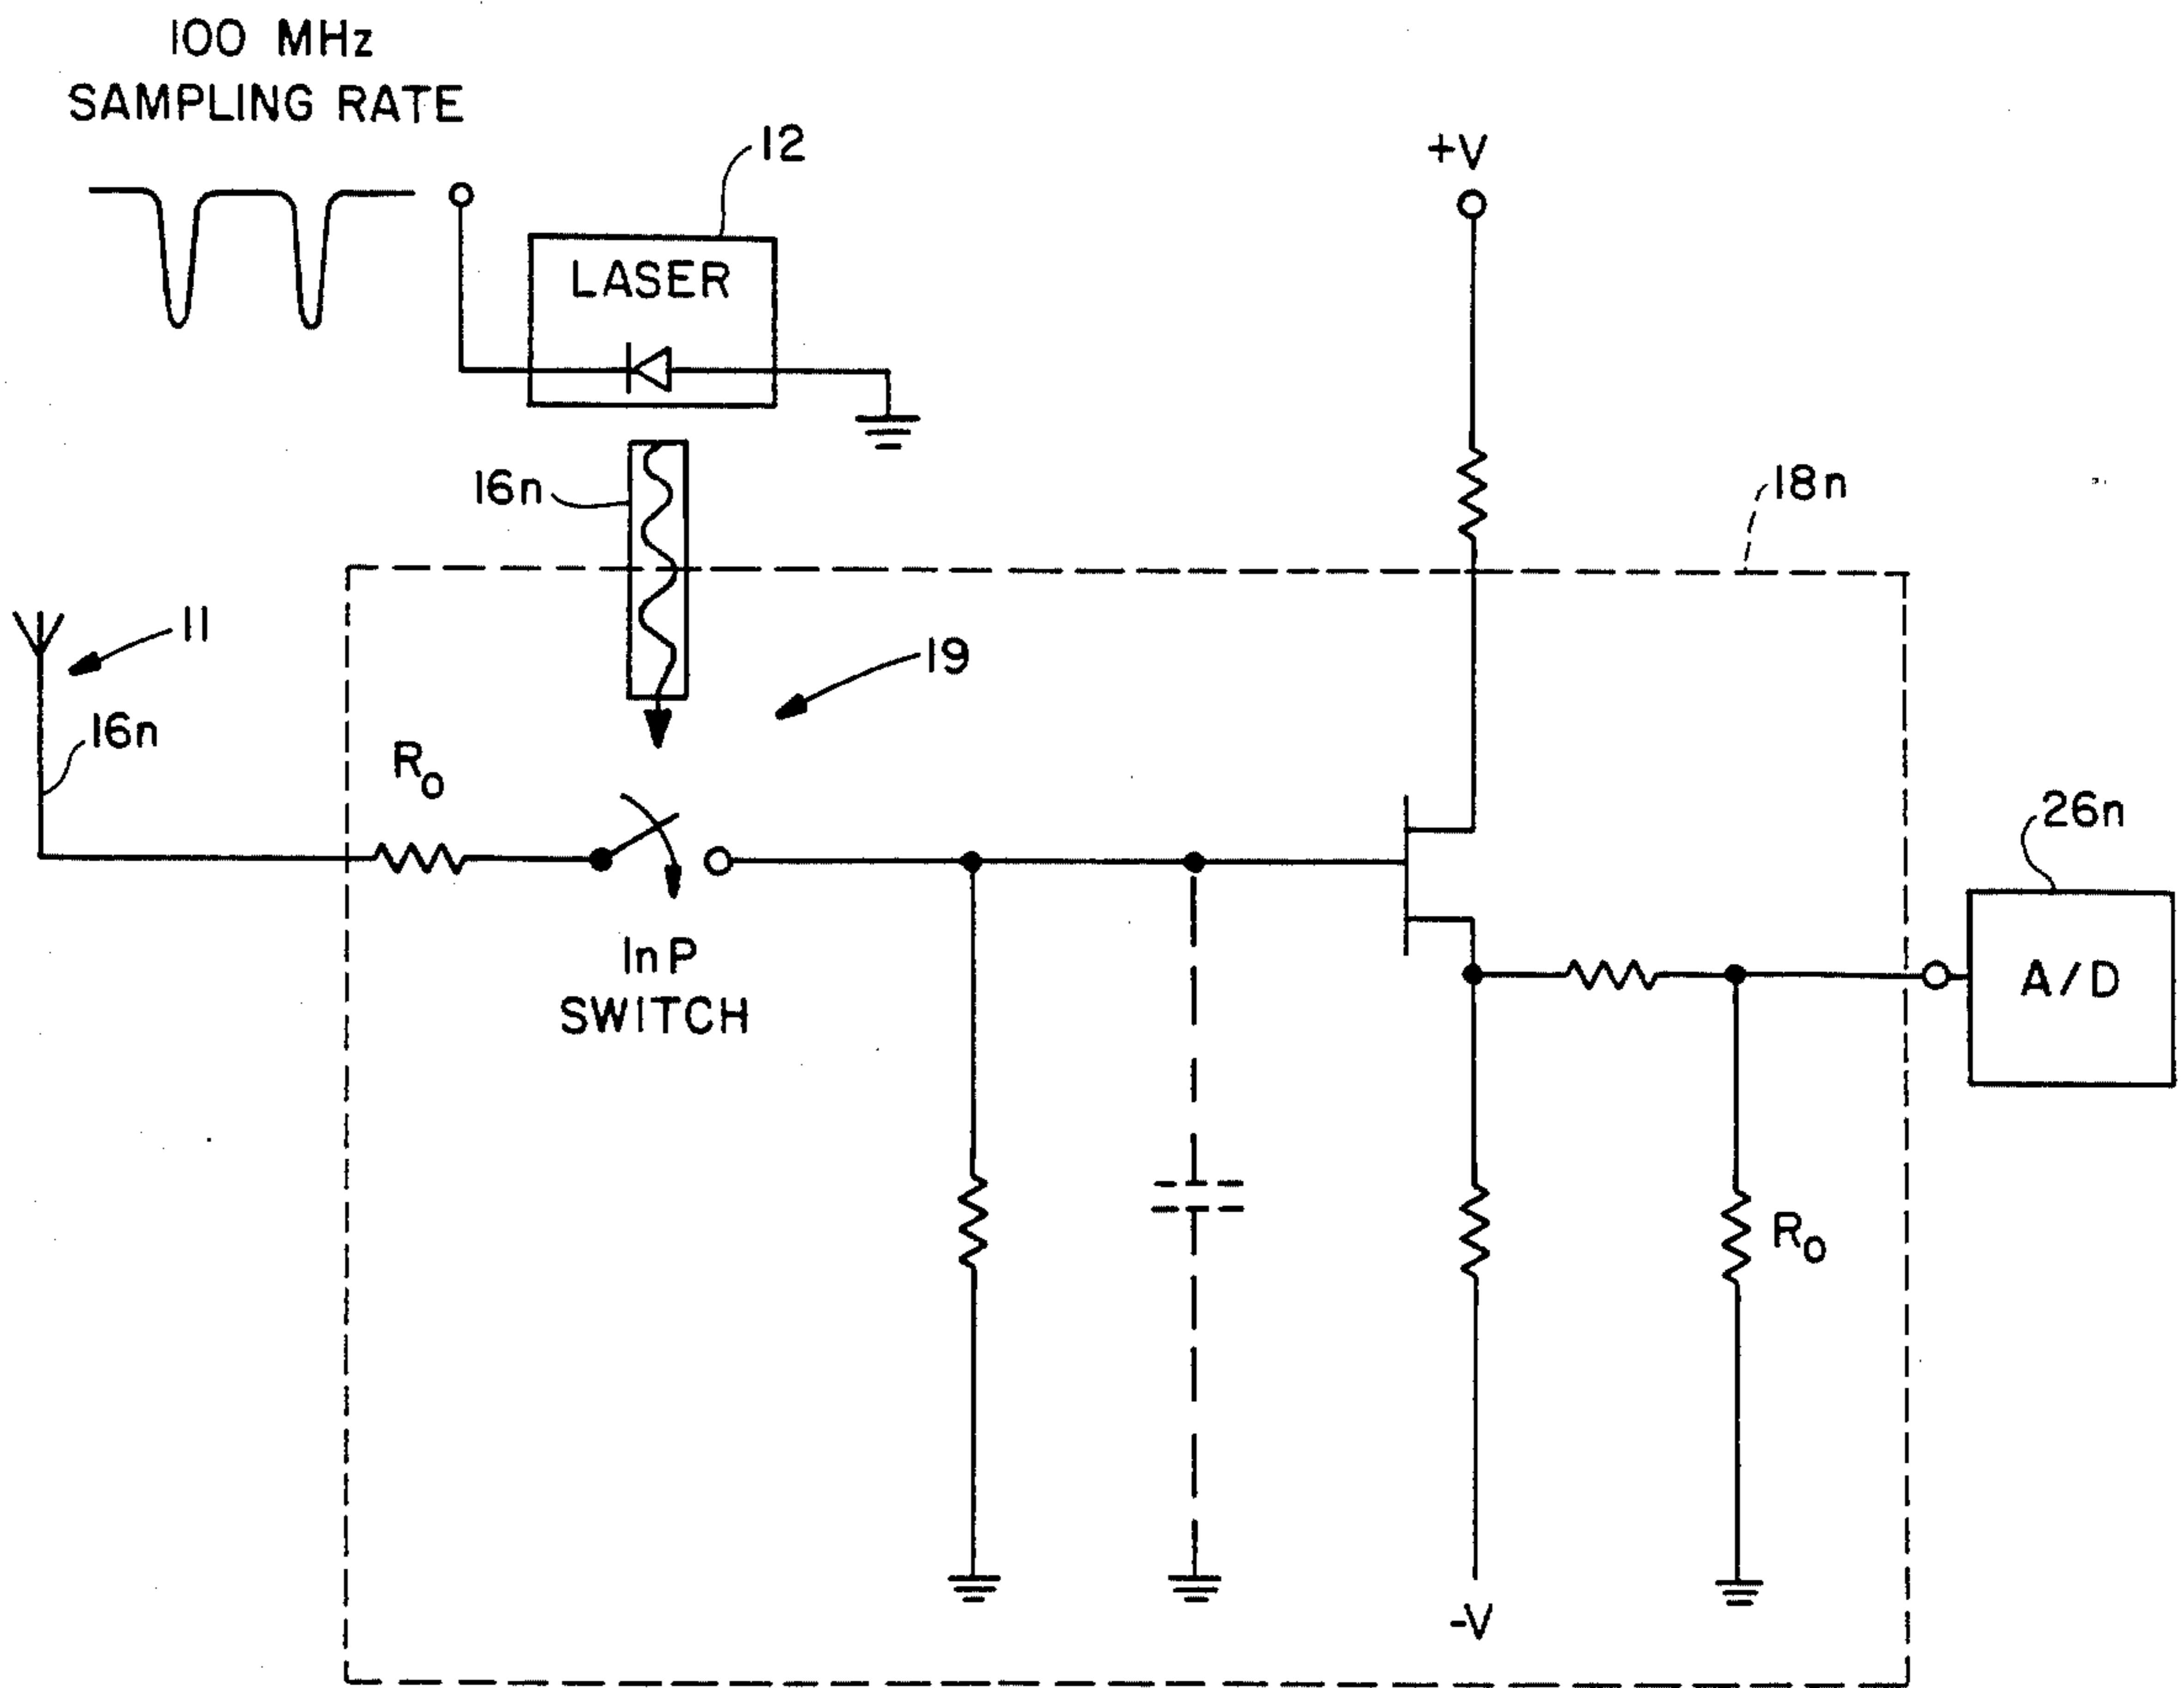 100 MHz
SAMPLING RATE
12
+V
LASER
16n
18n
11
19
16n
R₀
26n
InP
SWITCH
A/D
R₀
-V